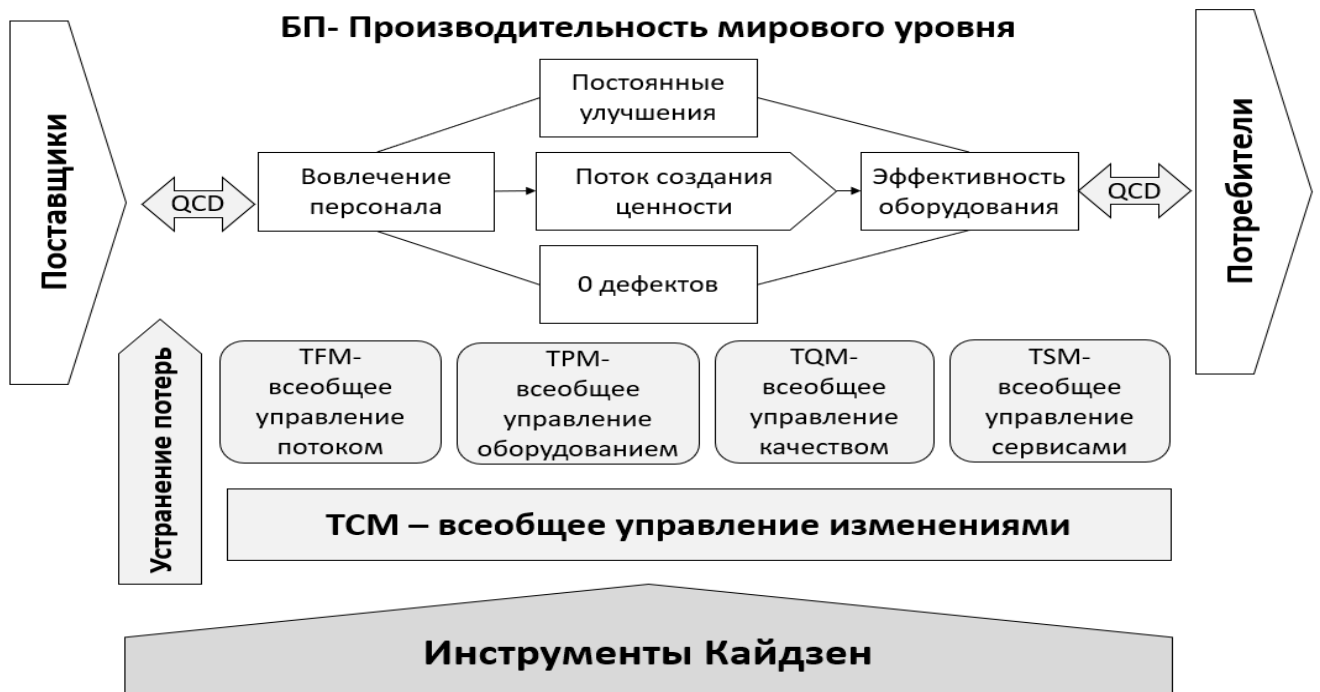 БП- Производительность мирового уровня
Поставщики
QCD
Вовлечение
персонала
Постоянные
улучшения
Поток создания
ценности
0 дефектов
Эффективность
оборудования
QCD
Потребители
Устранение потерь
TFM-
всеобщее
управление
потоком
TPM-
всеобщее
управление
оборудованием
TQM-
всеобщее
управление
качеством
TSM-
всеобщее
управление
сервисами
TCM – всеобщее управление изменениями
Инструменты Кайдзен